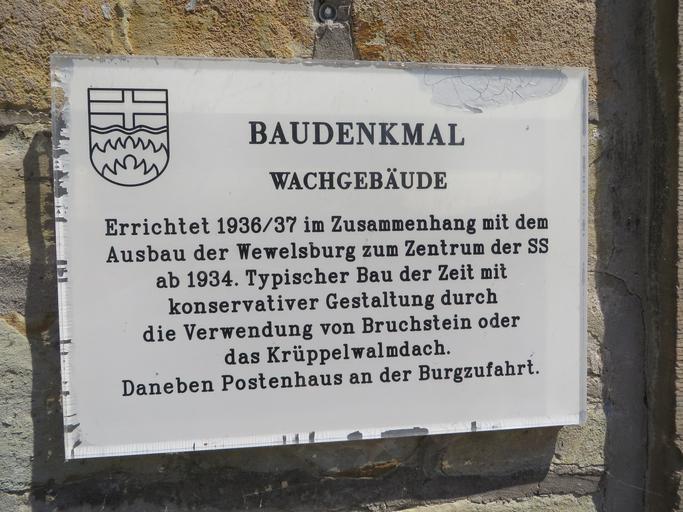 BAUDENKMAL
WACHGEBÄUDE
Errichtet 1936/37 im Zusammenhang mit dem
Ausbau der Wewelsburg zum Zentrum der SS
ab 1934. Typischer Bau der Zeit mit
konservativer Gestaltung durch
die Verwendung von Bruchstein oder
das Krüppelwalmdach.
Daneben Postenhaus an der Burgzufahrt.